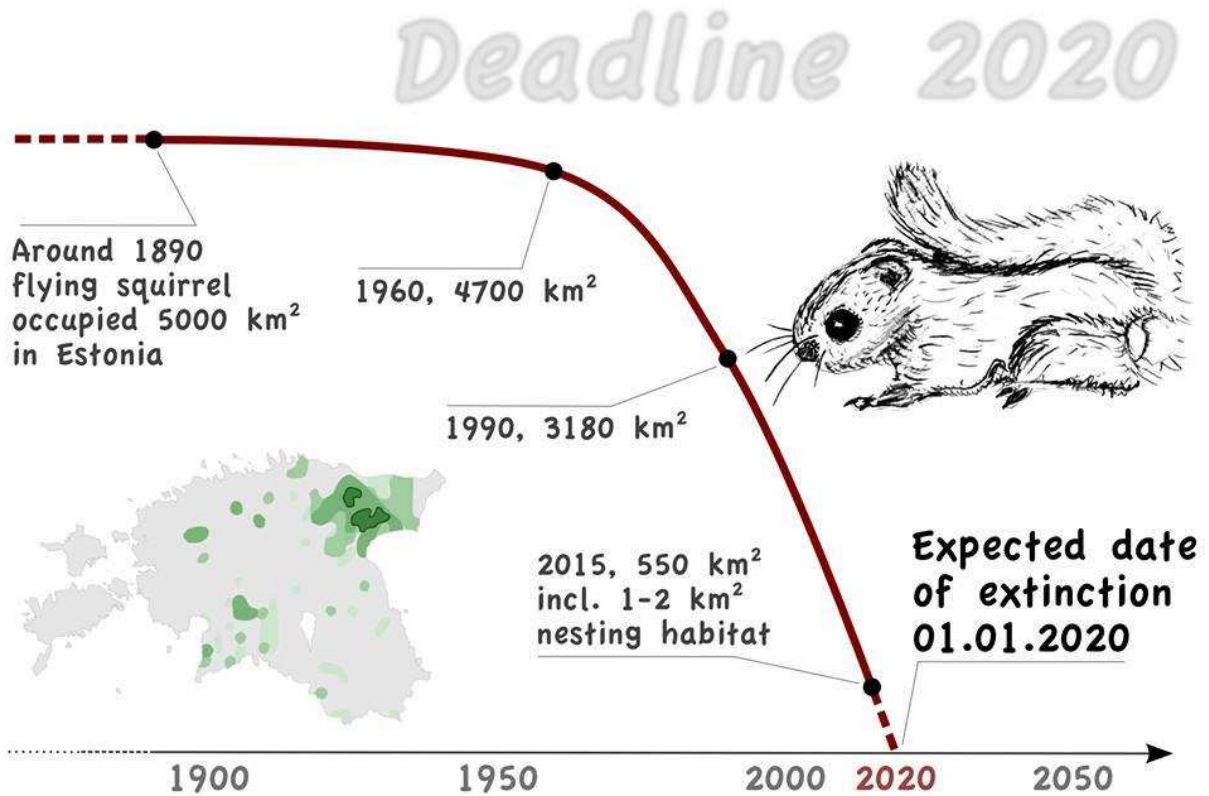 Deadline 2020
Around 1890
flying squirrel
occupied 5000 km²
in Estonia
1960, 4700 km²
1990, 3180 km²
2015, 550 km²
incl. 1-2 km²
nesting habitat
Expected date
of extinction
01.01.2020
1900 1950 2000 2020 2050